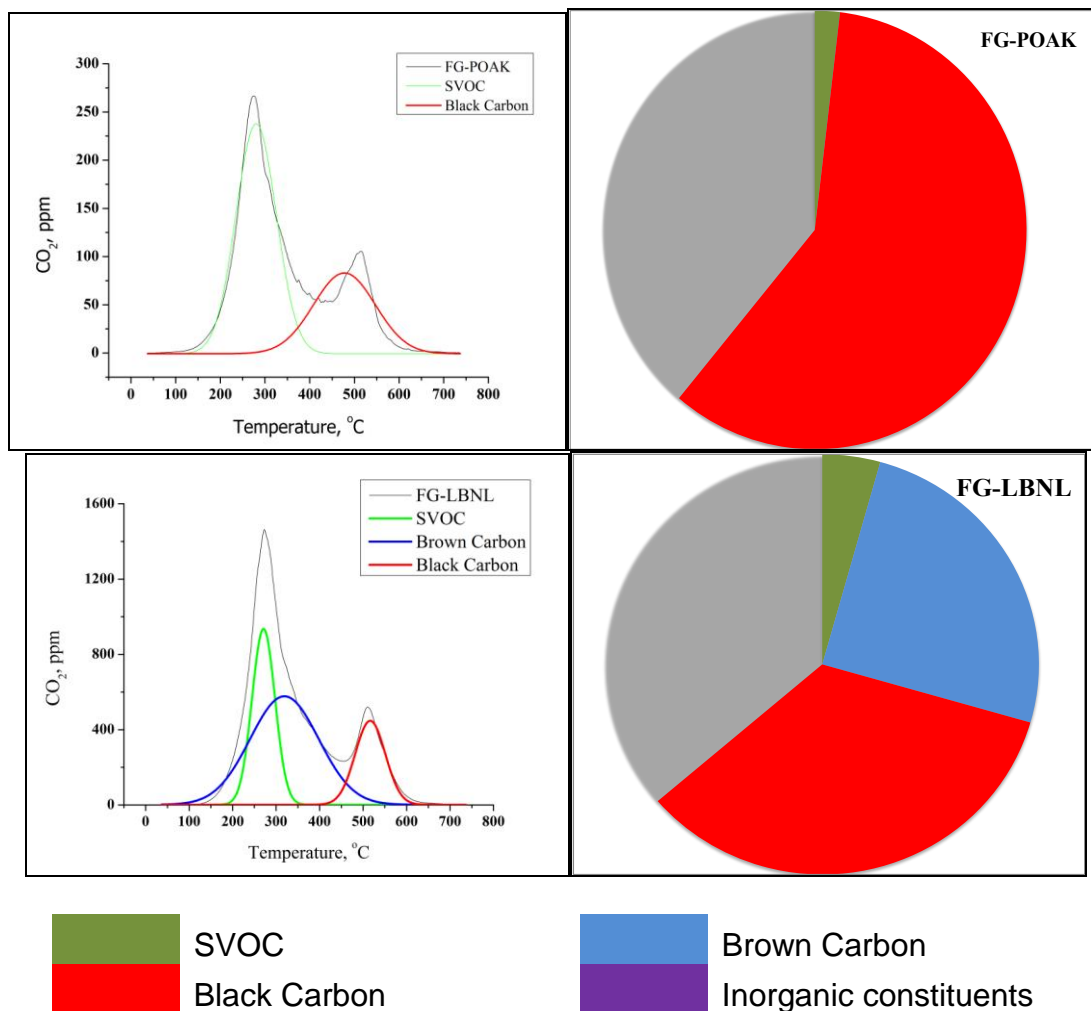 FG-POAK
SVOC
Black Carbon
300
250
200
150
100
50
0
CO₂, ppm
0 100 200 300 400 500 600 700 800
Temperature, °C
FG-POAK
FG-LBNL
SVOC
Brown Carbon
Black Carbon
1600
1200
800
400
0
CO₂, ppm
0 100 200 300 400 500 600 700 800
Temperature, °C
FG-LBNL
SVOC
Brown Carbon
Black Carbon
Inorganic constituents